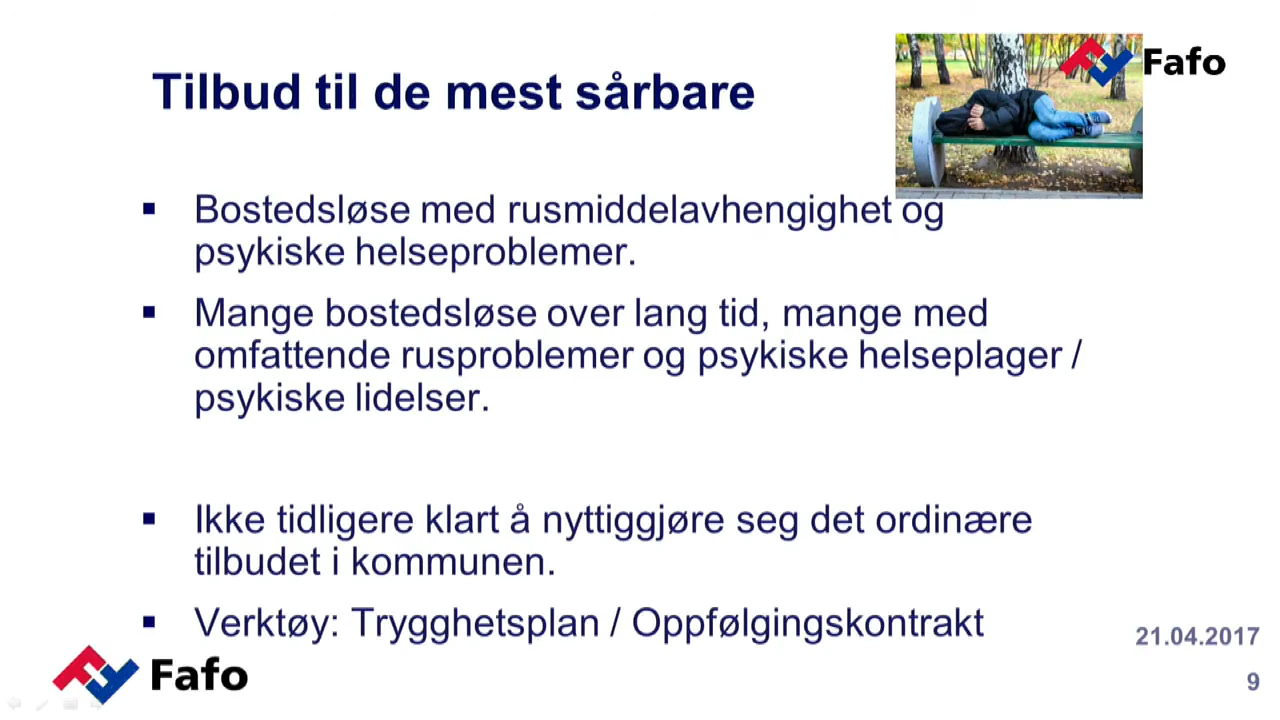 Fafo
Tilbud til de mest sårbare
▪ Bostedsløse med rusmiddelavhengighet og
psykiske helseproblemer.
▪ Mange bostedsløse over lang tid, mange med
omfattende rusproblemer og psykiske helseplager /
psykiske lidelser.
▪ Ikke tidligere klart å nyttiggjøre seg det ordinære
tilbudet i kommunen.
▪ Verktøy: Trygghetsplan / Oppfølgingskontrakt
21.04.2017
Fafo
9